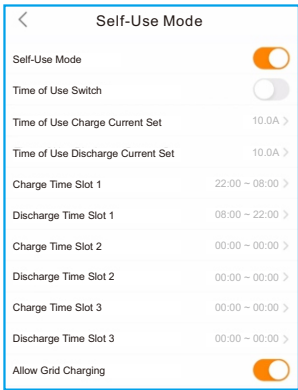 Self-Use Mode
Self-Use Mode
Time of Use Switch
Time of Use Charge Current Set 10.0A >
Time of Use Discharge Current Set 10.0A >
Charge Time Slot 1 22:00 ~ 08:00 >
Discharge Time Slot 1 08:00 ~ 22:00 >
Charge Time Slot 2 00:00 ~ 00:00 >
Discharge Time Slot 2 00:00 ~ 00:00 >
Charge Time Slot 3 00:00 ~ 00:00 >
Discharge Time Slot 3 00:00 ~ 00:00 >
Allow Grid Charging